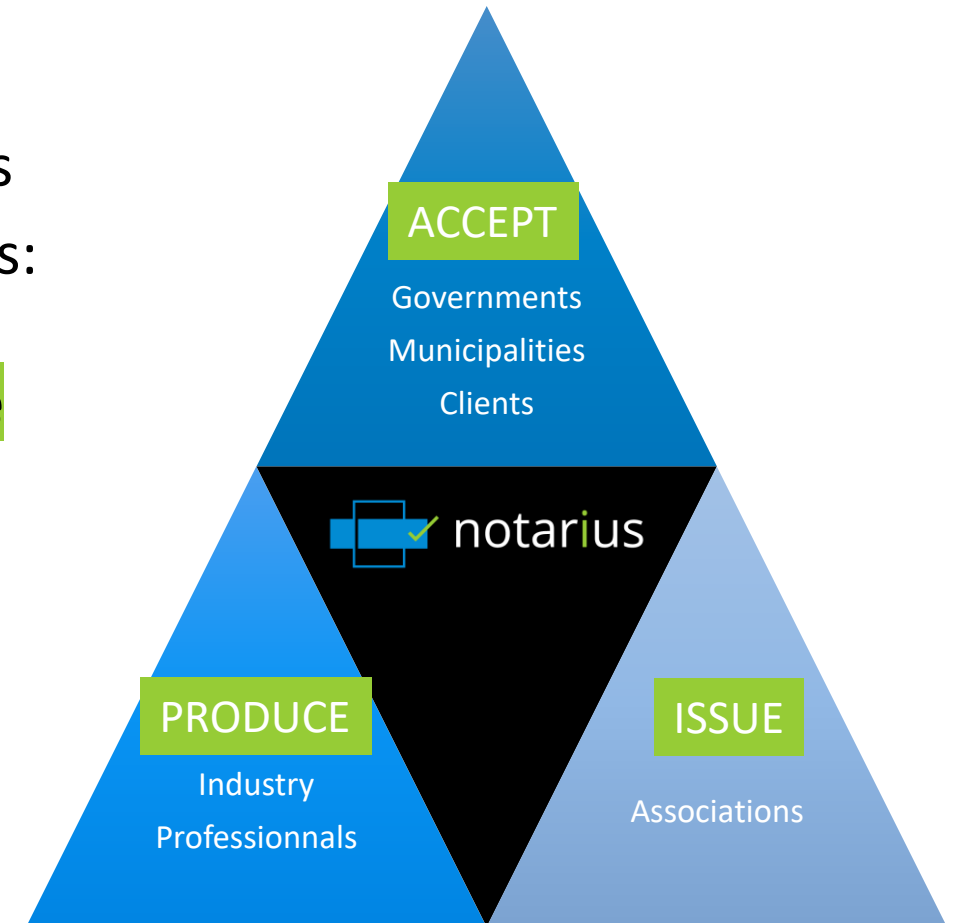 s:
ACCEPT
Governments
Municipalities
Clients
notarius
PRODUCE
Industry
Professionnals
ISSUE
Associations